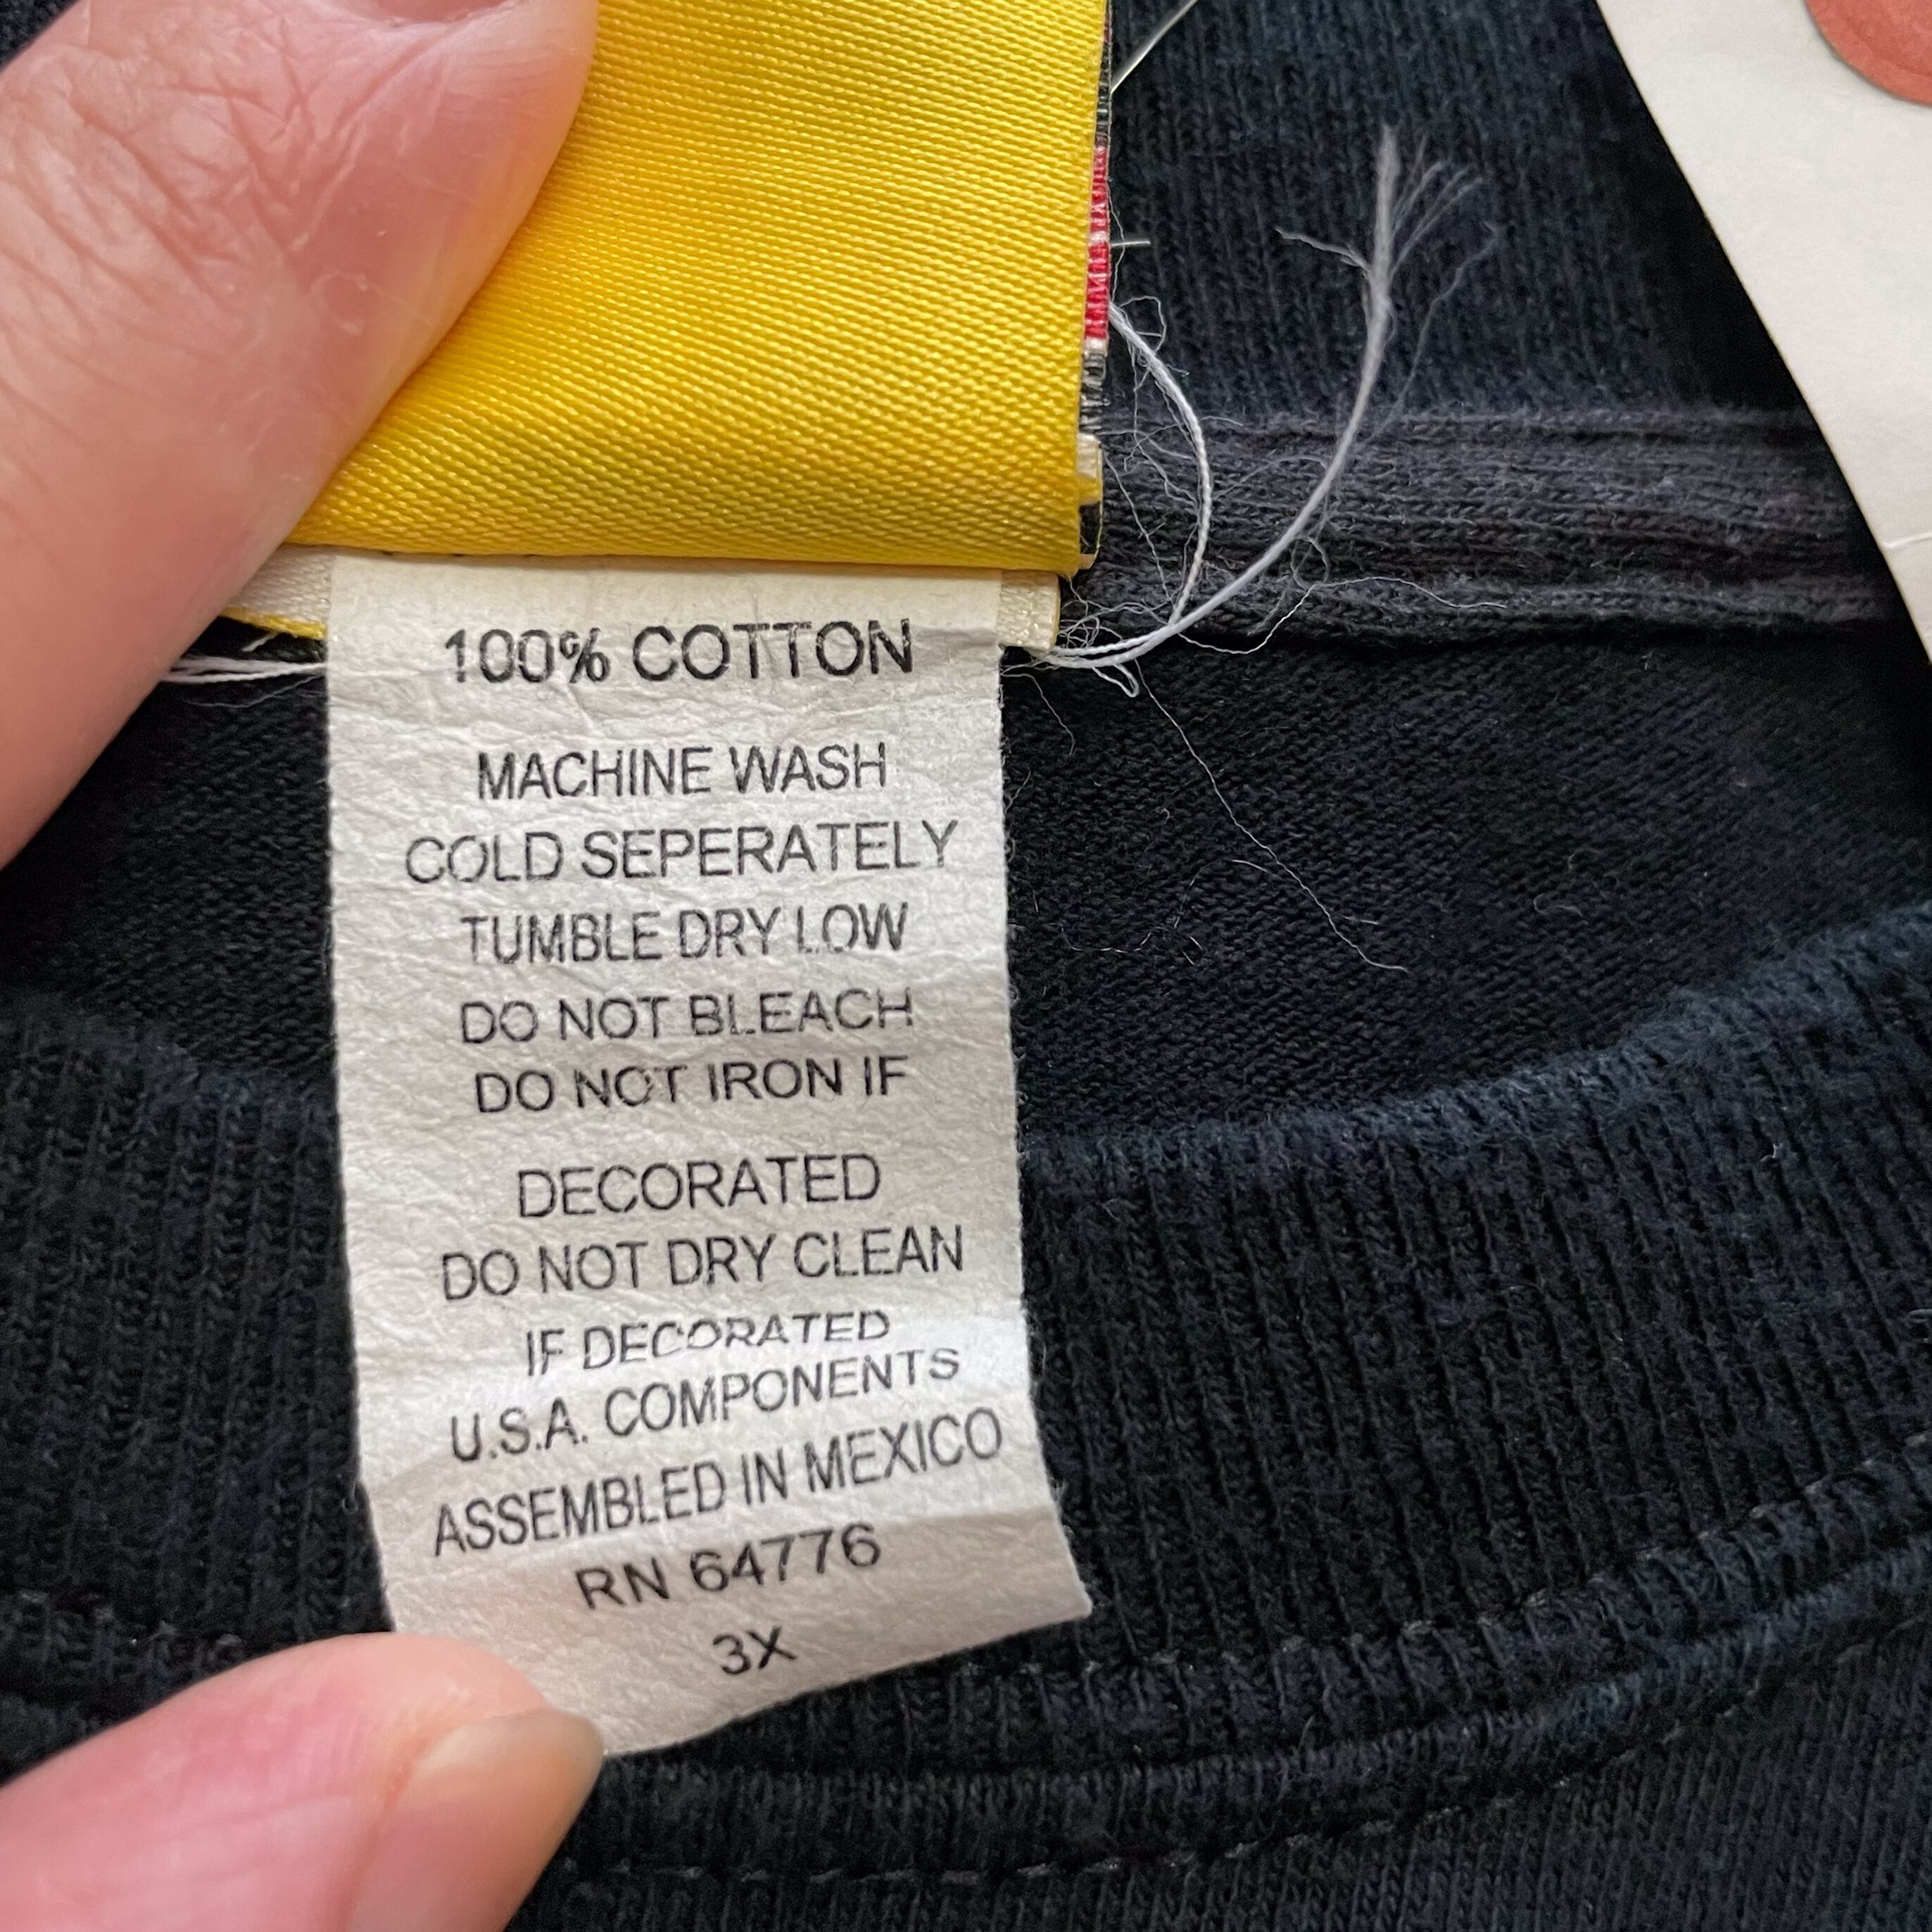 100% COTTON
MACHINE WASH
COLD SEPERATELY
TUMBLE DRY LOW
DO NOT BLEACH
DO NOT IRON IF
DECORATED
DO NOT DRY CLEAN
IF DECORATED
U.S.A. COMPONENTS
ASSEMBLED IN MEXICO
RN 64776
3X